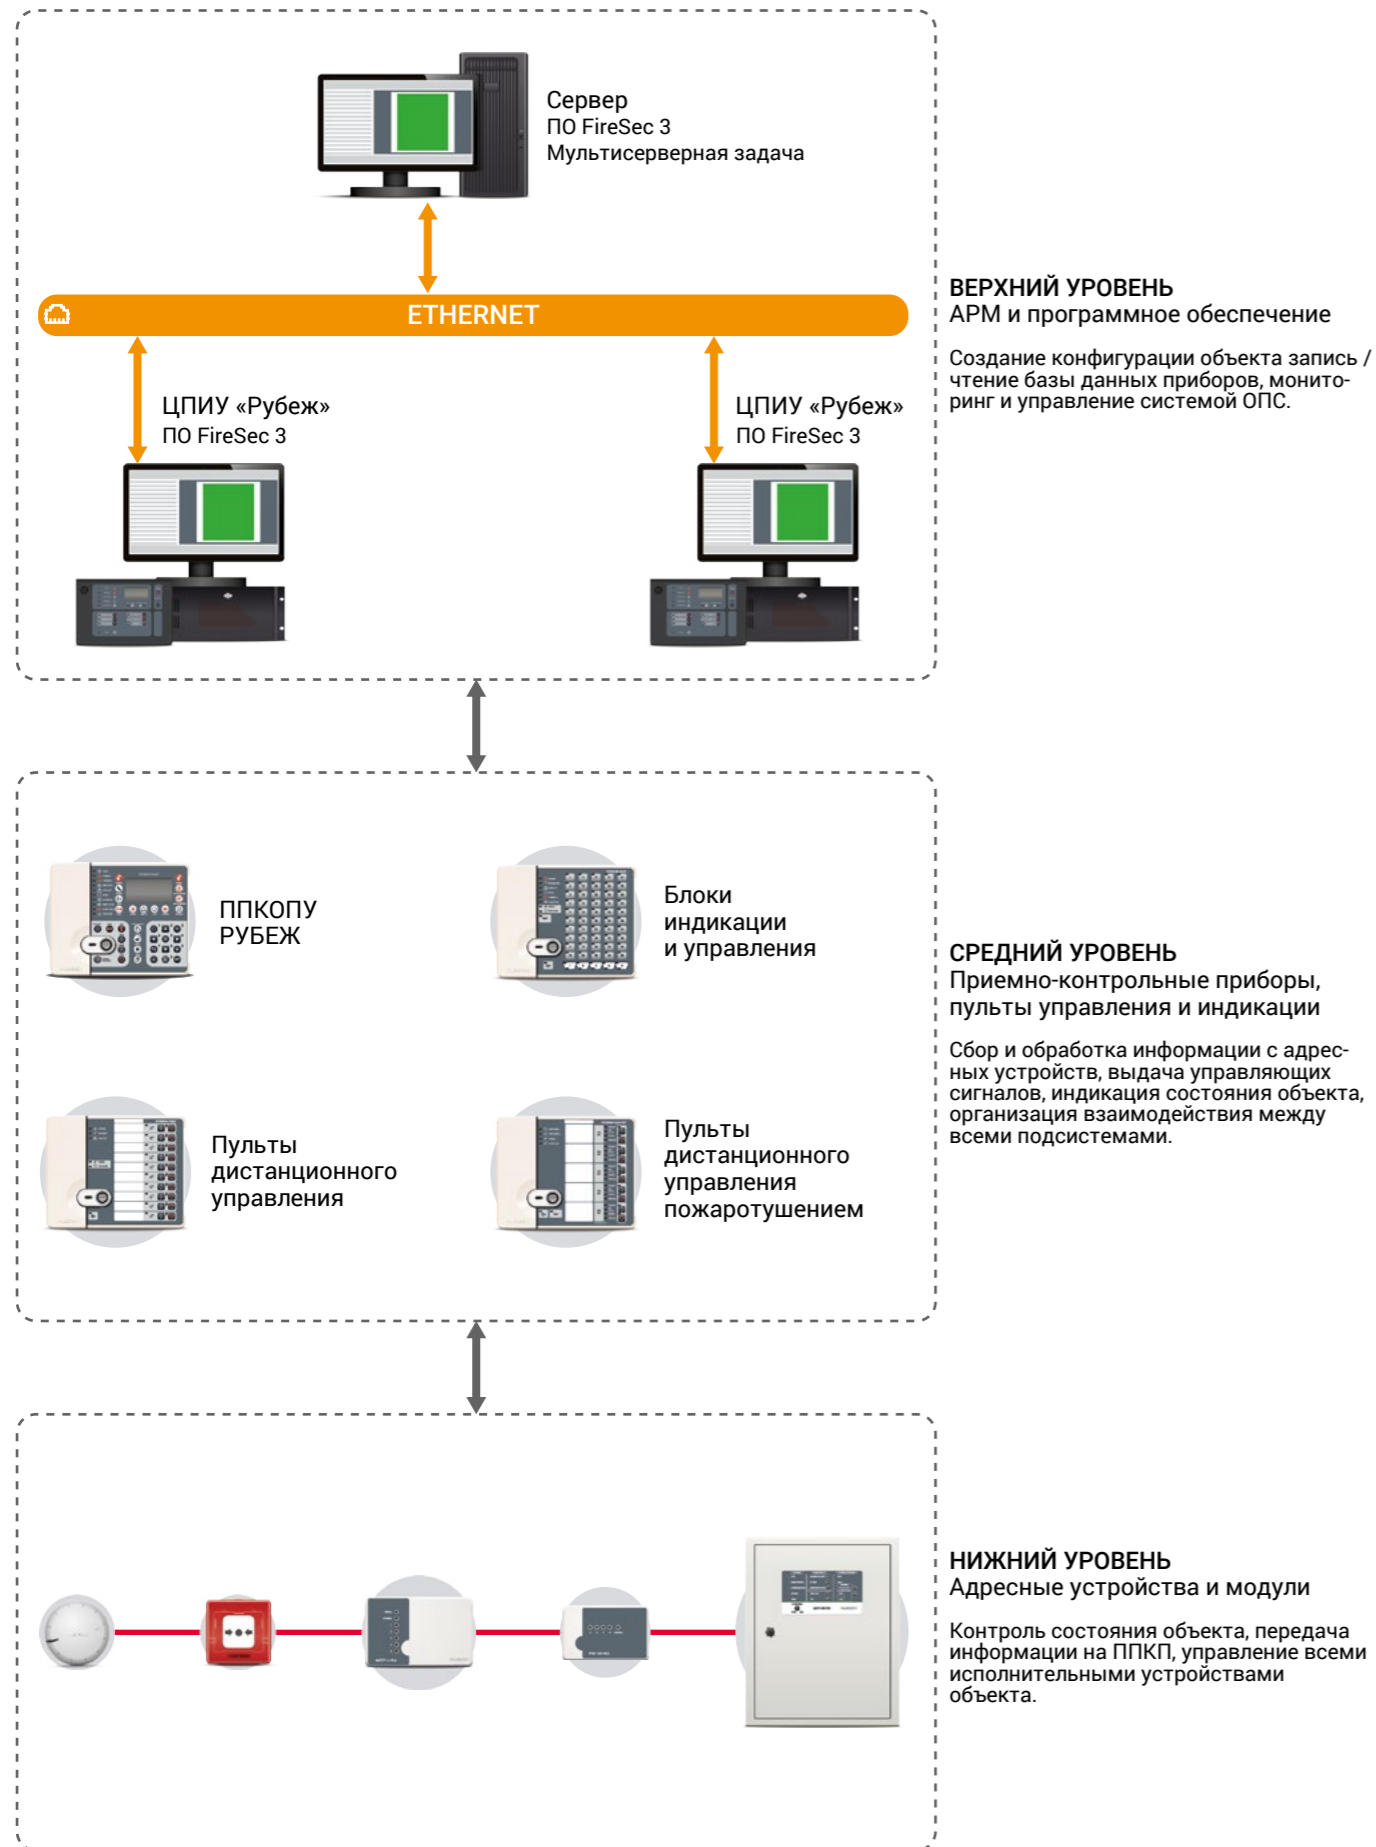 Сервер
ПО FireSec 3
Мультисерверная задача
ETHERNET
ЦПИУ «Рубеж»
ПО FireSec 3
ЦПИУ «Рубеж»
ПО FireSec 3
ВЕРХНИЙ УРОВЕНЬ
АРМ и программное обеспечение
Создание конфигурации объекта запись /
чтение базы данных приборов, монито-
ринг и управление системой ОПС.
ППКОПУ
РУБЕЖ
Блоки
индикации
и управления
Пульты
дистанционного
управления
Пульты
дистанционного
управления
пожаротушением
СРЕДНИЙ УРОВЕНЬ
Приемно-контрольные приборы,
пульты управления и индикации
Сбор и обработка информации с адрес-
ных устройств, выдача управляющих
сигналов, индикация состояния объекта,
организация взаимодействия между
всеми подсистемами.
НИЖНИЙ УРОВЕНЬ
Адресные устройства и модули
Контроль состояния объекта, передача
информации на ППКП, управление всеми
исполнительными устройствами
объекта.